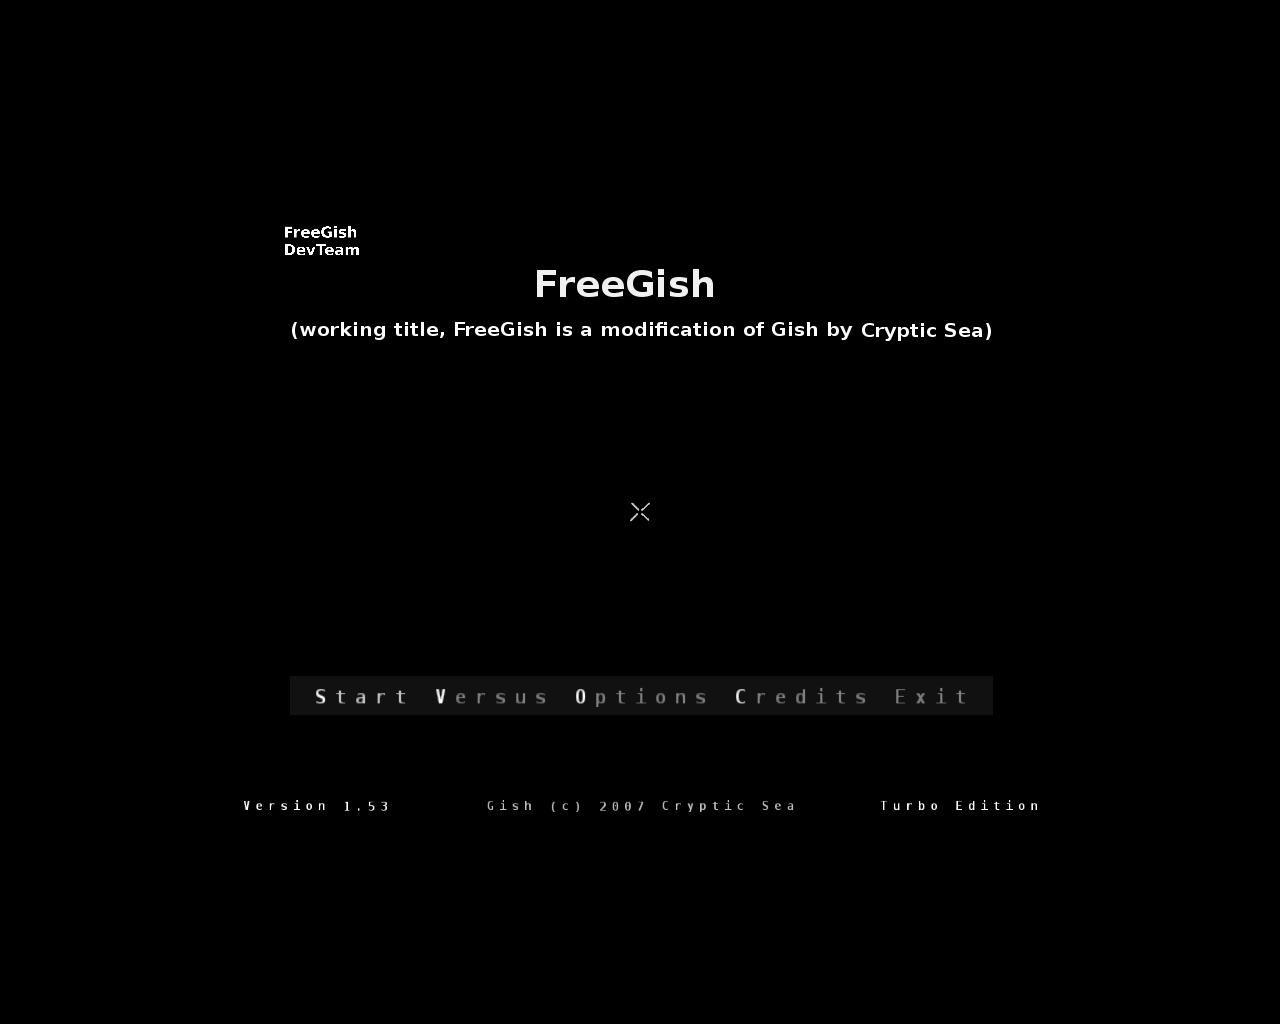 FreeGish
DevTeam
FreeGish
(working title, FreeGish is a modification of Gish by Cryptic Sea)
Start Versus Options Credits Exit
Version 1.53 Gish (c) 2007 Cryptic Sea Turbo Edition